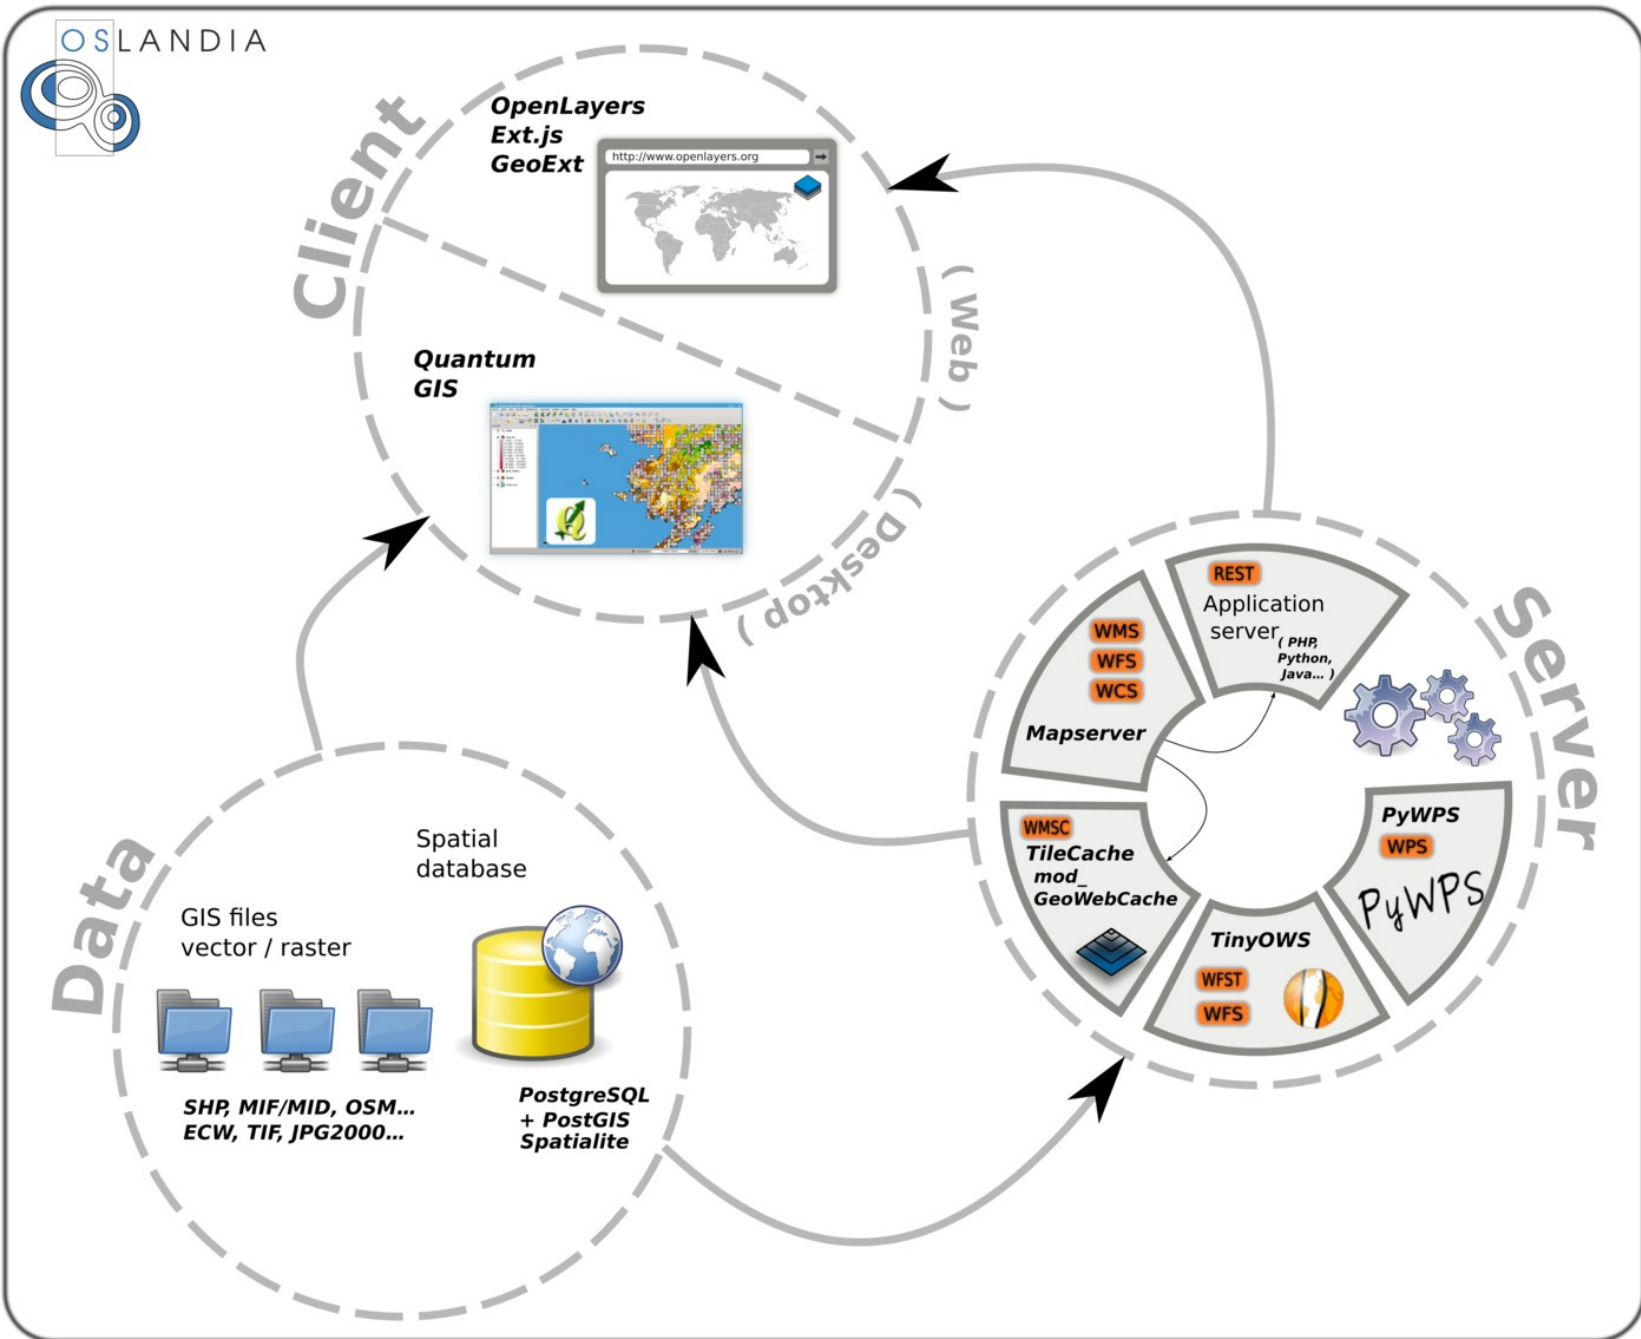 OSLANDIA
Client
OpenLayers
Ext.js
GeoExt
http://www.openlayers.org
( Web )
Quantum
GIS
( Desktop )
Server
REST
Application
server
( PHP,
Python,
Java... )
WMS
WFS
WCS
Mapserver
WMSC
TileCache
mod_
GeoWebCache
PyWPS
WPS
PyWPS
TinyOWS
WFST
WFS
Data
Spatial
database
GIS files
vector / raster
SHP, MIF/MID, OSM...
ECW, TIF, JPG2000...
PostgreSQL
+ PostGIS
Spatialite